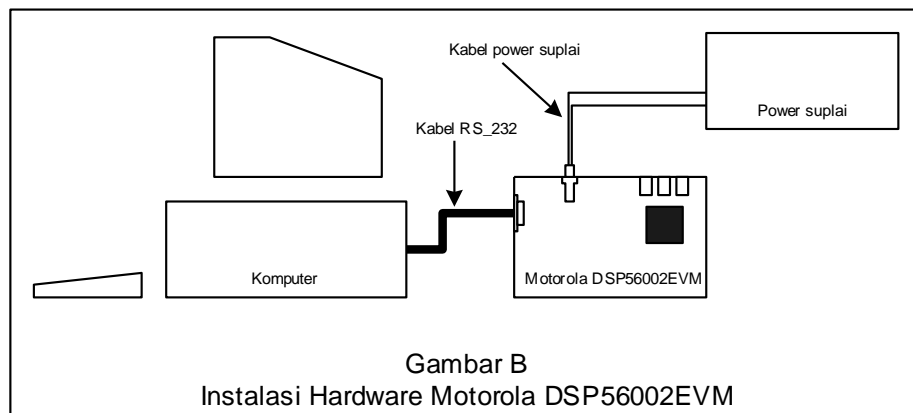 Kabel power suplai
Power suplai
Kabel RS_232
Komputer
Motorola DSP56002EVM
Gambar B
Instalasi Hardware Motorola DSP56002EVM